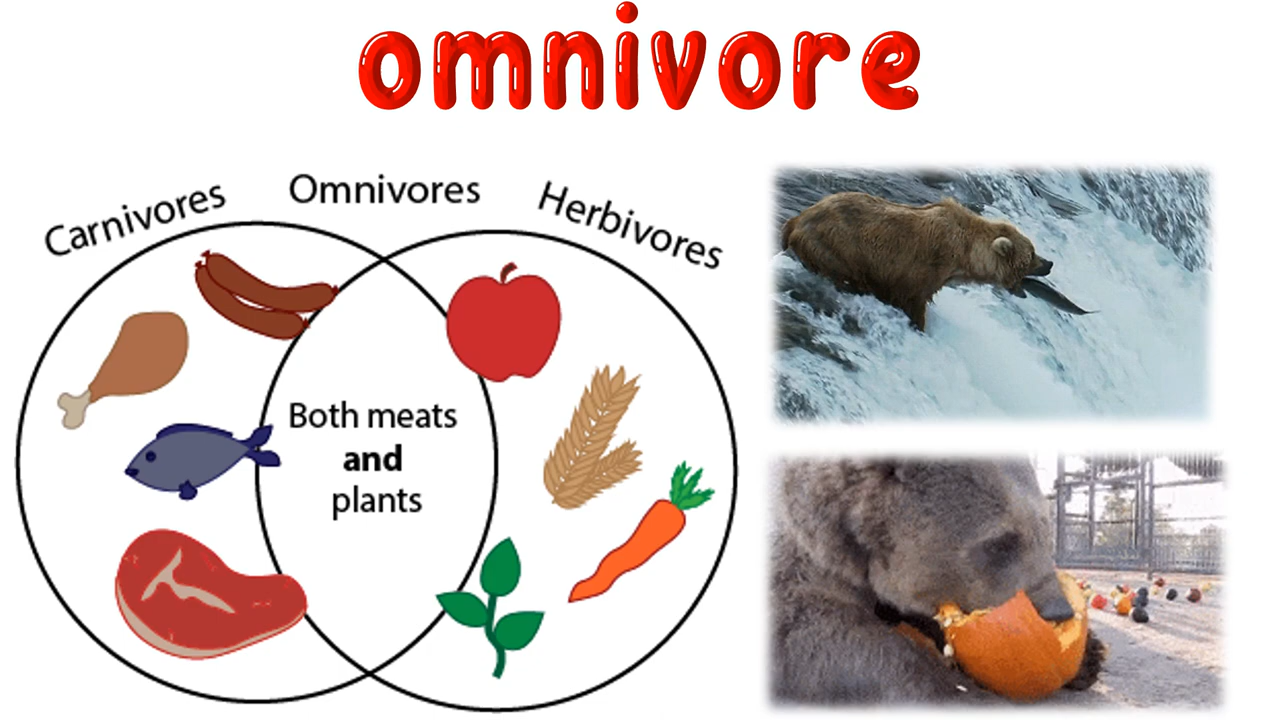 omnivore
Carnivores
Omnivores
Herbivores
Both meats
and
plants